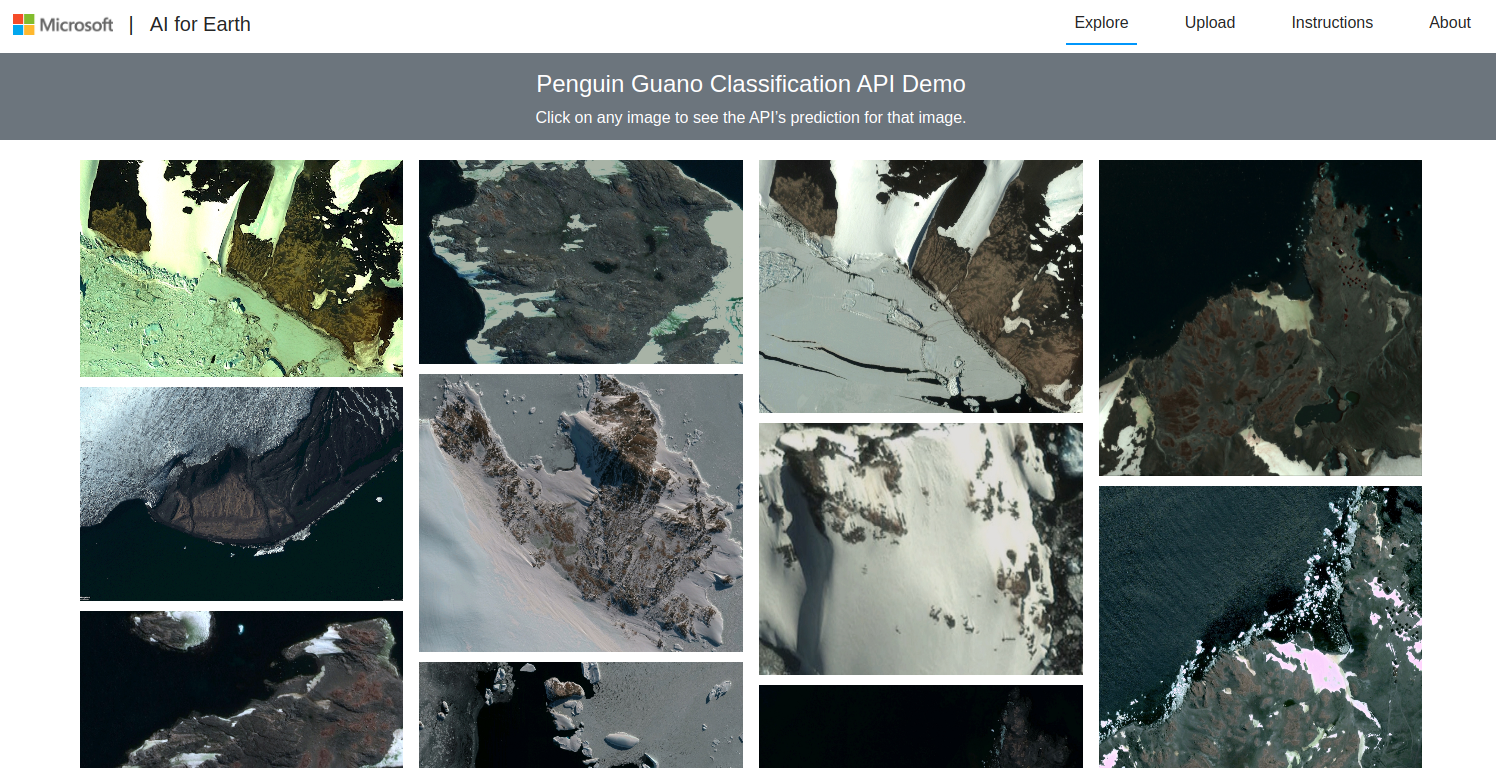 Microsoft | AI for Earth
Explore Upload Instructions About
Penguin Guano Classification API Demo
Click on any image to see the API’s prediction for that image.